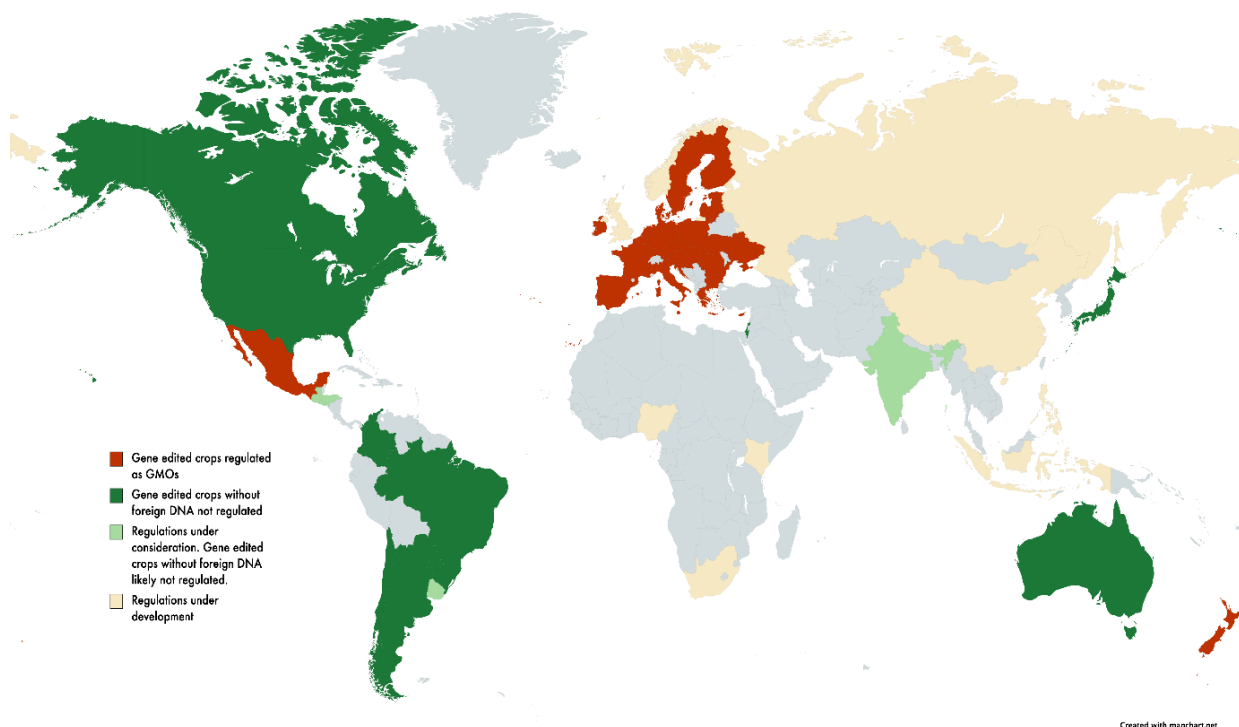 Gene edited crops regulated
as GMOs
Gene edited crops without
foreign DNA not regulated
Regulations under
consideration. Gene edited
crops without foreign DNA
likely not regulated.
Regulations under
development
Created with mapchart.net